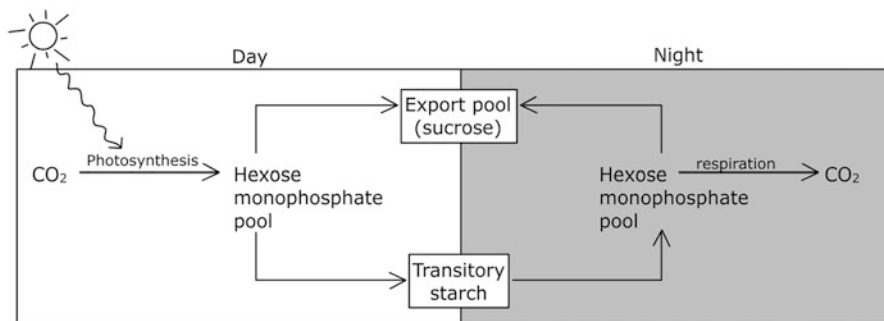 Day
Night
Export pool
(sucrose)
Photosynthesis
respiration
CO₂
Hexose
monophosphate
pool
Hexose
monophosphate
pool
CO₂
Transitory
starch